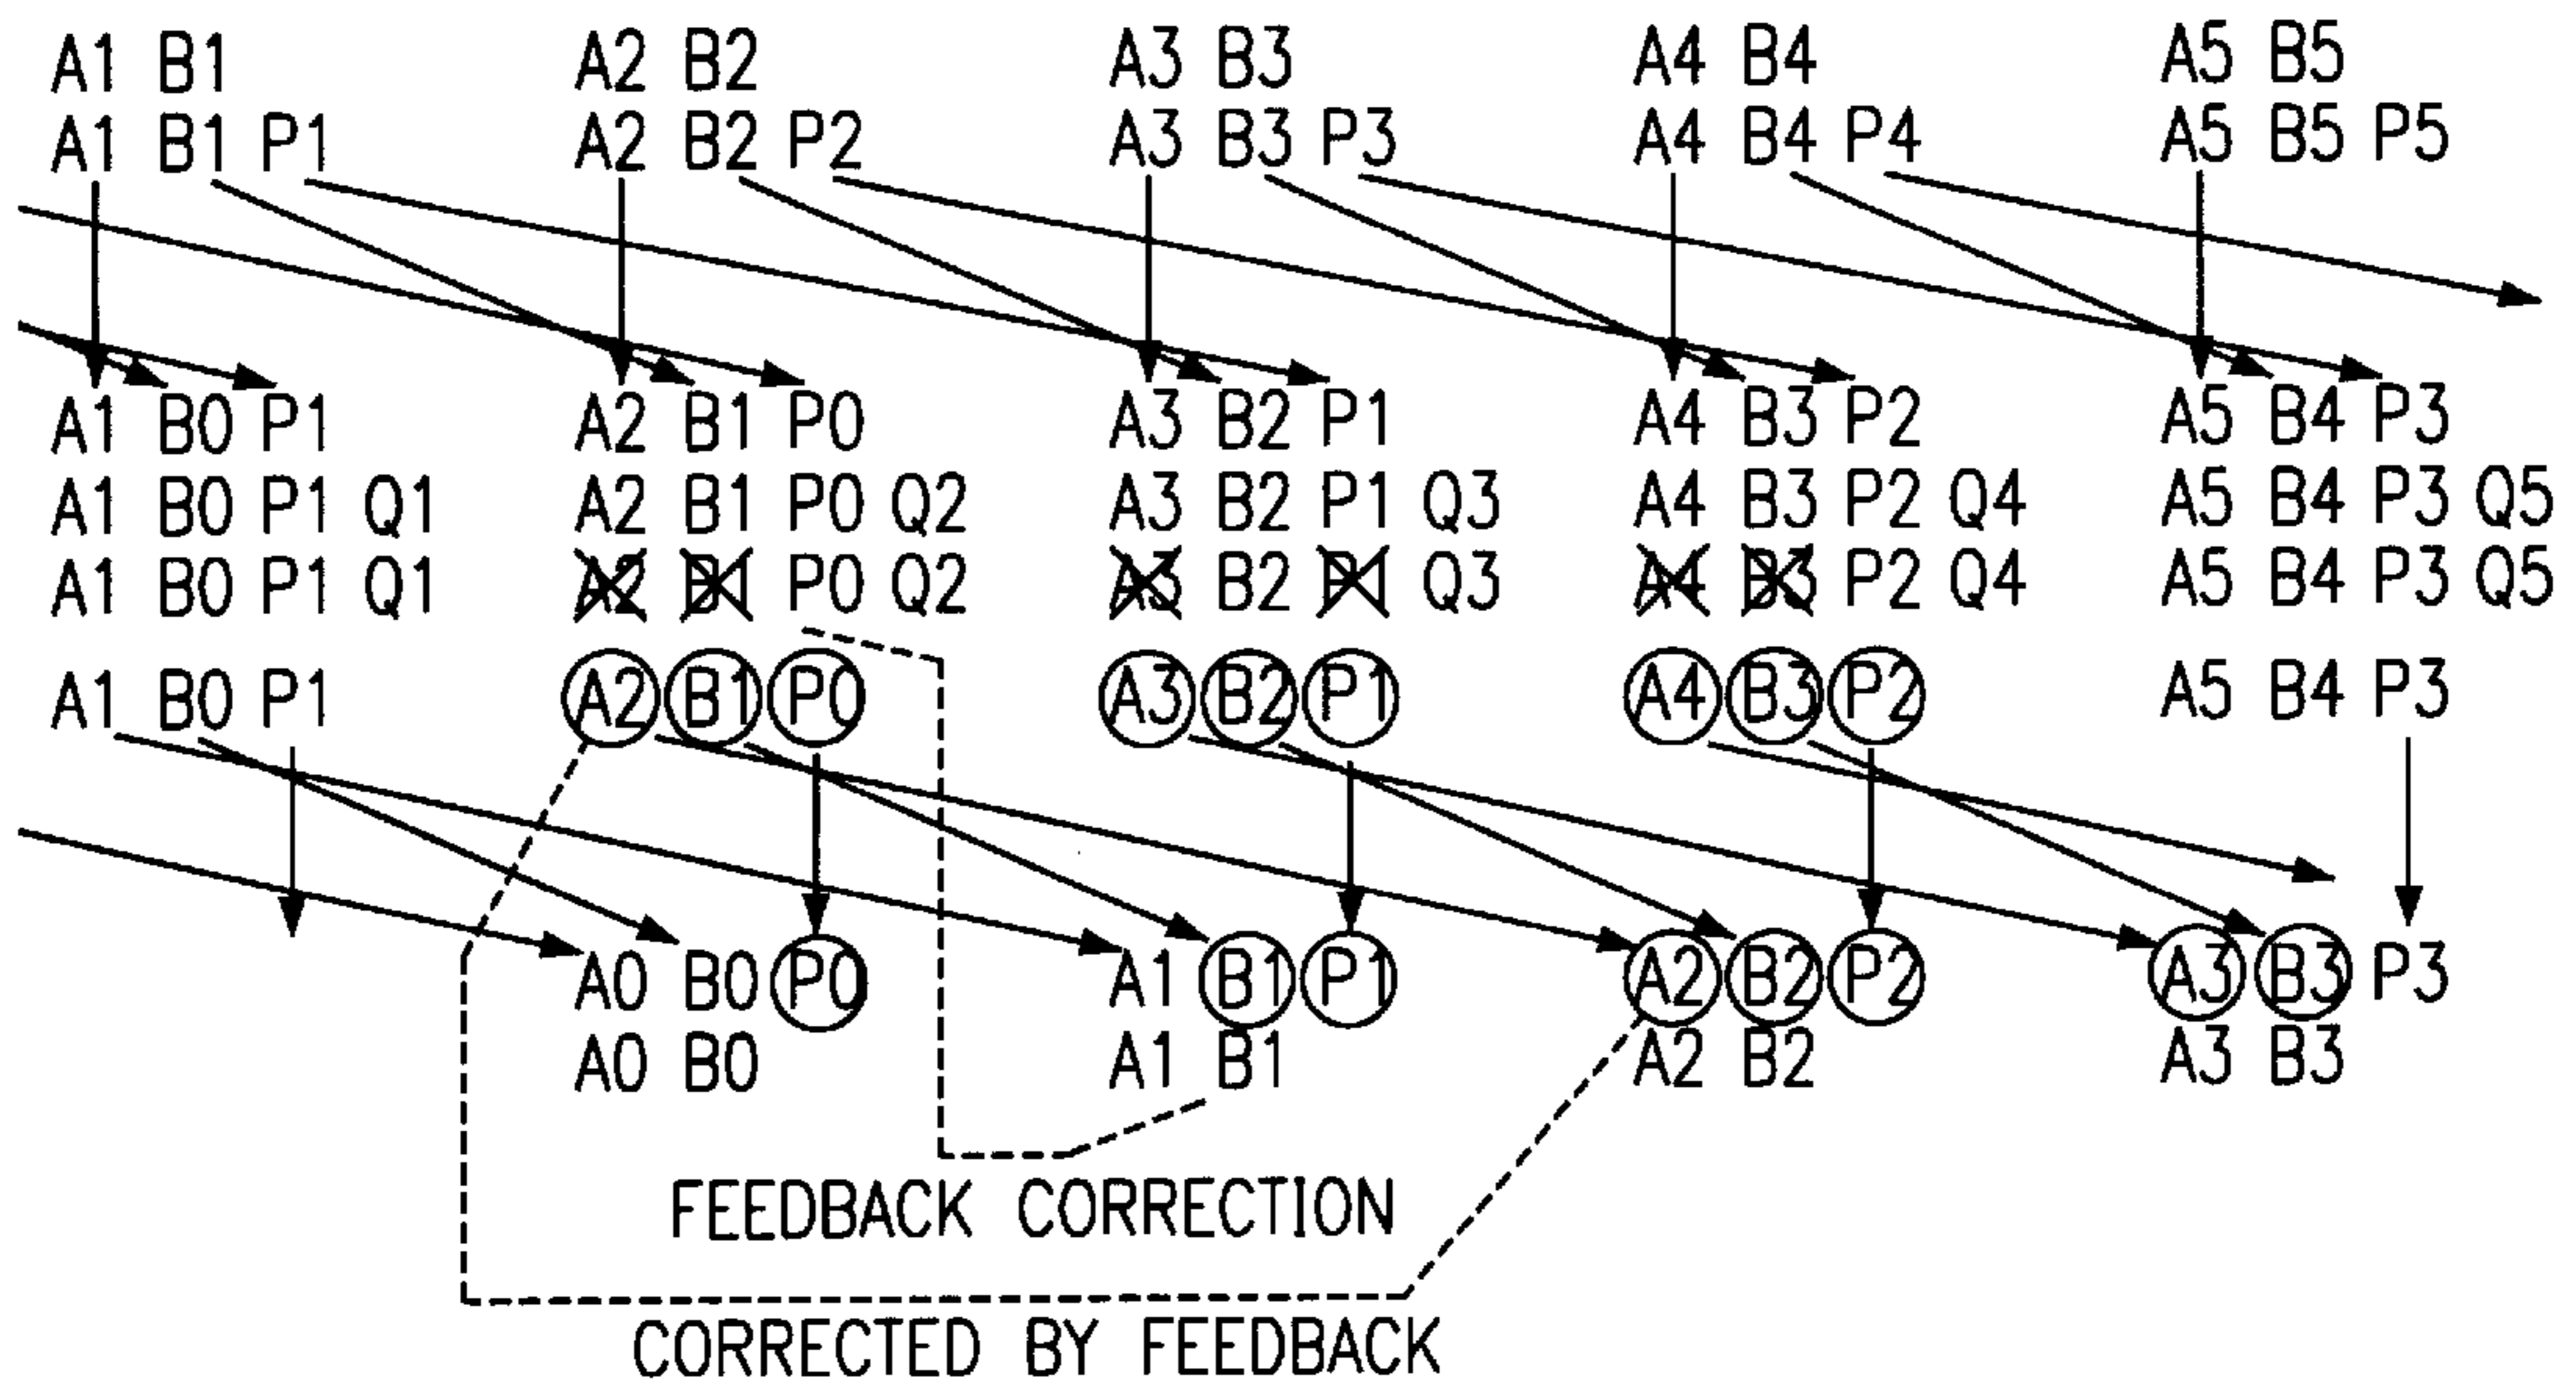 A1 B1 A2 B2 A3 B3 A4 B4 A5 B5
A1 B1 P1 A2 B2 P2 A3 B3 P3 A4 B4 P4 A5 B5 P5
A1 B0 P1 A2 B1 P0 A3 B2 P1 A4 B3 P2 A5 B4 P3
A1 B0 P1 Q1 A2 B1 P0 Q2 A3 B2 P1 Q3 A4 B3 P2 Q4 A5 B4 P3 Q5
A1 B0 P1 Q1 A2 B1 P0 Q2 A3 B2 P1 Q3 A4 B3 P2 Q4 A5 B4 P3 Q5
A1 B0 P1 A2 B1 P0 A3 B2 P1 A4 B3 P2 A5 B4 P3
A0 B0 P0 A1 B1 P1 A2 B2 P2 A3 B3 P3
A0 B0 A1 B1 A2 B2 A3 B3
FEEDBACK CORRECTION
CORRECTED BY FEEDBACK